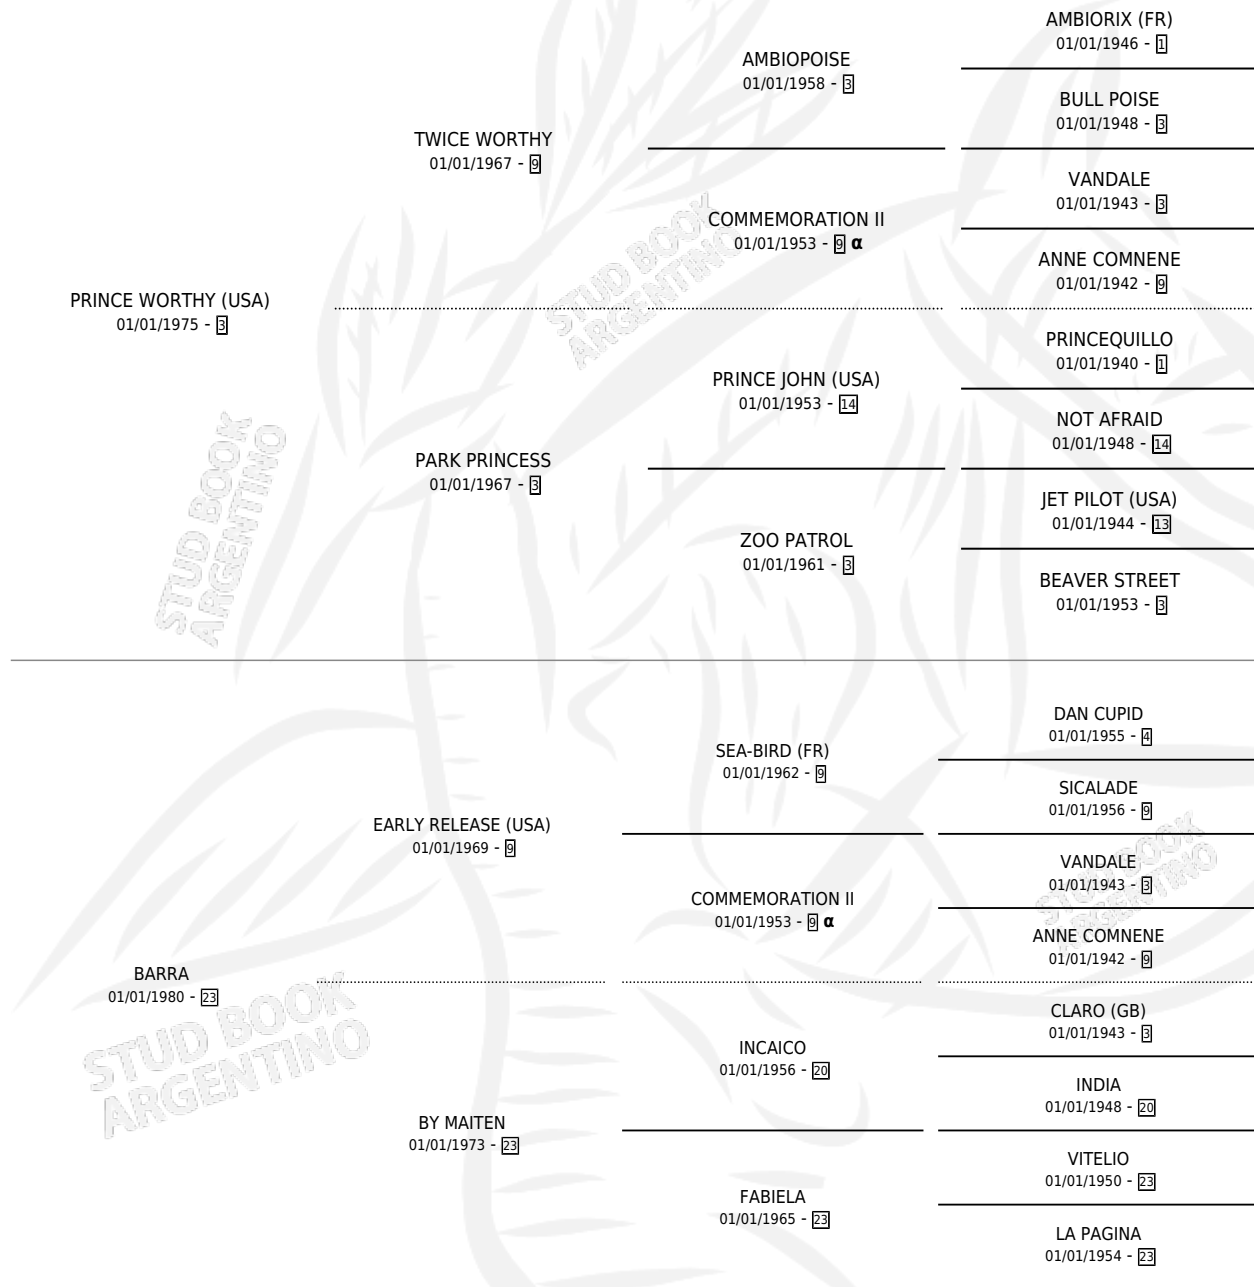 AMBIORIX (FR)
01/01/1946 - 1
AMBIOPOISE
01/01/1958 - 3
BULL POISE
01/01/1948 - 3
TWICE WORTHY
01/01/1967 - 9
VANDALE
01/01/1943 - 3
COMMEMORATION II
01/01/1953 - 9 α
ANNE COMNENE
01/01/1942 - 9
PRINCE WORTHY (USA)
01/01/1975 - 3
PRINCEQUILLO
01/01/1940 - 1
PRINCE JOHN (USA)
01/01/1953 - 14
NOT AFRAID
01/01/1948 - 14
PARK PRINCESS
01/01/1967 - 3
JET PILOT (USA)
01/01/1944 - 13
ZOO PATROL
01/01/1961 - 3
BEAVER STREET
01/01/1953 - 3
DAN CUPID
01/01/1955 - 4
SEA-BIRD (FR)
01/01/1962 - 9
SICALADE
01/01/1956 - 9
EARLY RELEASE (USA)
01/01/1969 - 9
VANDALE
01/01/1943 - 3
COMMEMORATION II
01/01/1953 - 9 α
ANNE COMNENE
01/01/1942 - 9
BARRA
01/01/1980 - 23
CLARO (GB)
01/01/1943 - 3
INCAICO
01/01/1956 - 20
INDIA
01/01/1948 - 20
BY MAITEN
01/01/1973 - 23
VITELIO
01/01/1950 - 23
FABIELA
01/01/1965 - 23
LA PAGINA
01/01/1954 - 23
STUD BOOK
ARGENTINO
STUD BOOK
ARGENTINO
STUD BOOK
ARGENTINO
STUD BOOK
ARGENTINO